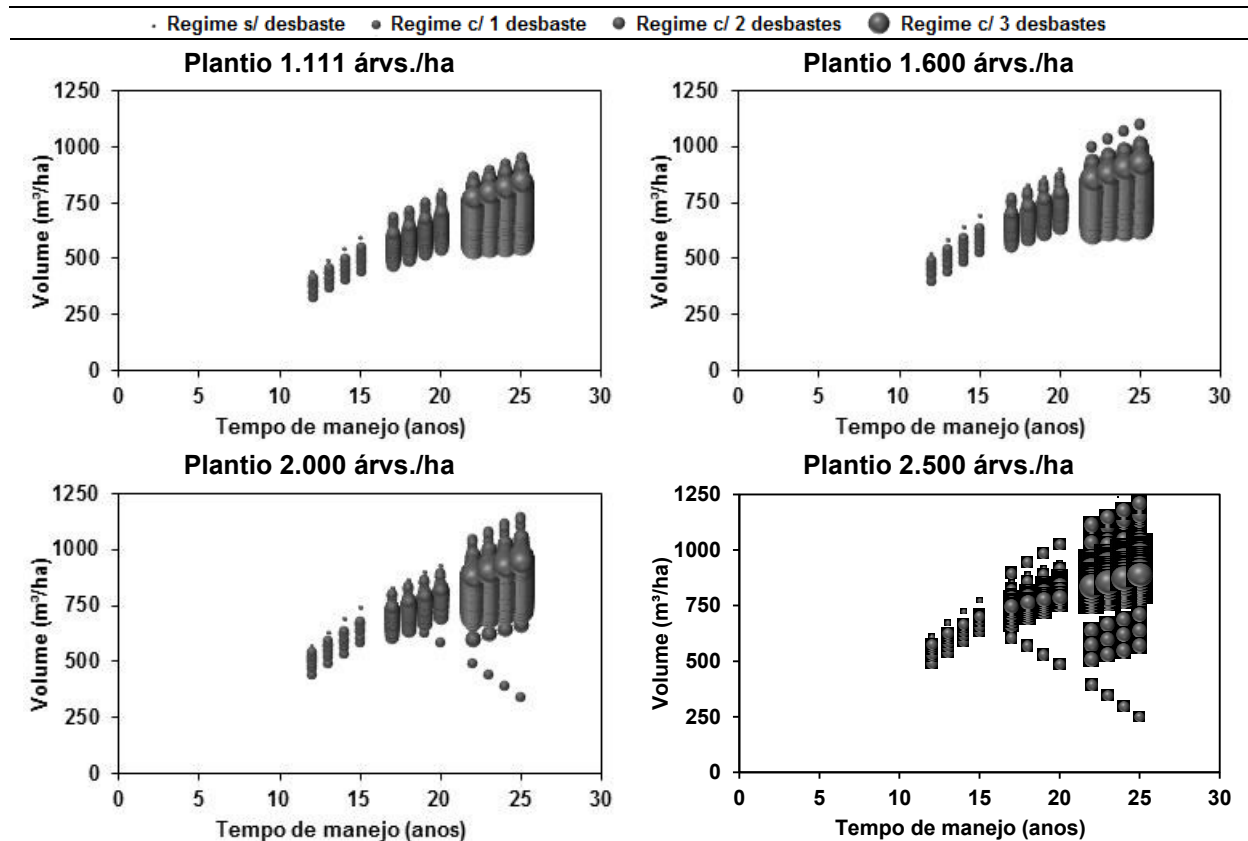 Regime s/ desbaste Regime c/ 1 desbaste Regime c/ 2 desbastes Regime c/ 3 desbastes
Plantio 1.111 árvs./ha
Volume (m³/ha)
1250
1000
750
500
250
0
0 5 10 15 20 25 30
Tempo de manejo (anos)
Plantio 1.600 árvs./ha
Volume (m³/ha)
1250
1000
750
500
250
0
0 5 10 15 20 25 30
Tempo de manejo (anos)
Plantio 2.000 árvs./ha
Volume (m³/ha)
1250
1000
750
500
250
0
0 5 10 15 20 25 30
Tempo de manejo (anos)
Plantio 2.500 árvs./ha
Volume (m³/ha)
1250
1000
750
500
250
0
0 5 10 15 20 25 30
Tempo de manejo (anos)